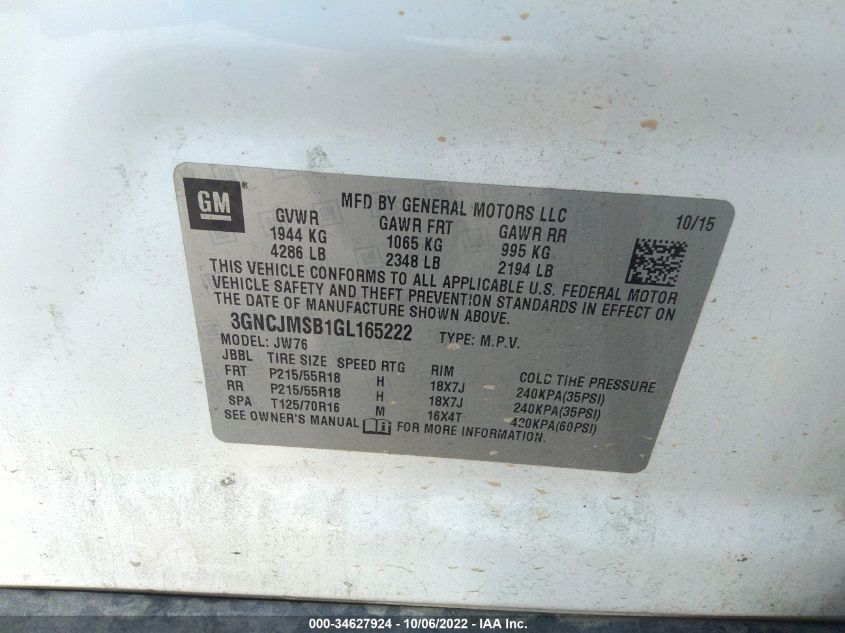 GM
MFD BY GENERAL MOTORS LLC
10/15
GVWR GAWR FRT GAWR RR
1944 KG 1065 KG 995 KG
4286 LB 2348 LB 2194 LB
THIS VEHICLE CONFORMS TO ALL APPLICABLE U.S. FEDERAL MOTOR
VEHICLE SAFETY AND THEFT PREVENTION STANDARDS IN EFFECT ON
THE DATE OF MANUFACTURE SHOWN ABOVE.
3GNCJMSB1GL165222 TYPE: M.P.V.
MODEL: JW76
JBBL TIRE SIZE SPEED RTG RIM COLD TIRE PRESSURE
FRT P215/55R18 H 18X7J 240KPA(35PSI)
RR P215/55R18 H 18X7J 240KPA(35PSI)
SPA T125/70R16 M 16X4T 420KPA(60PSI)
SEE OWNER'S MANUAL FOR MORE INFORMATION.
000-34627924 - 10/06/2022 - IAA Inc.